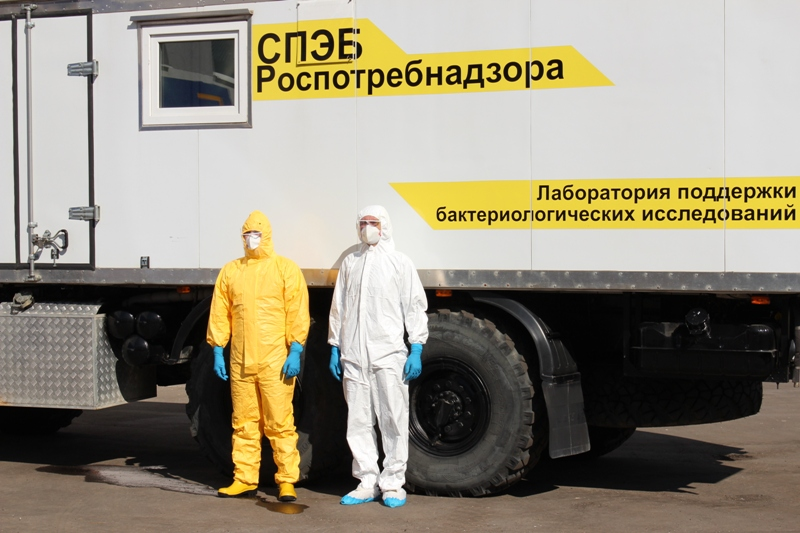 СПЭБ
Роспотребнадзора
Лаборатория поддержки
бактериологических исследований